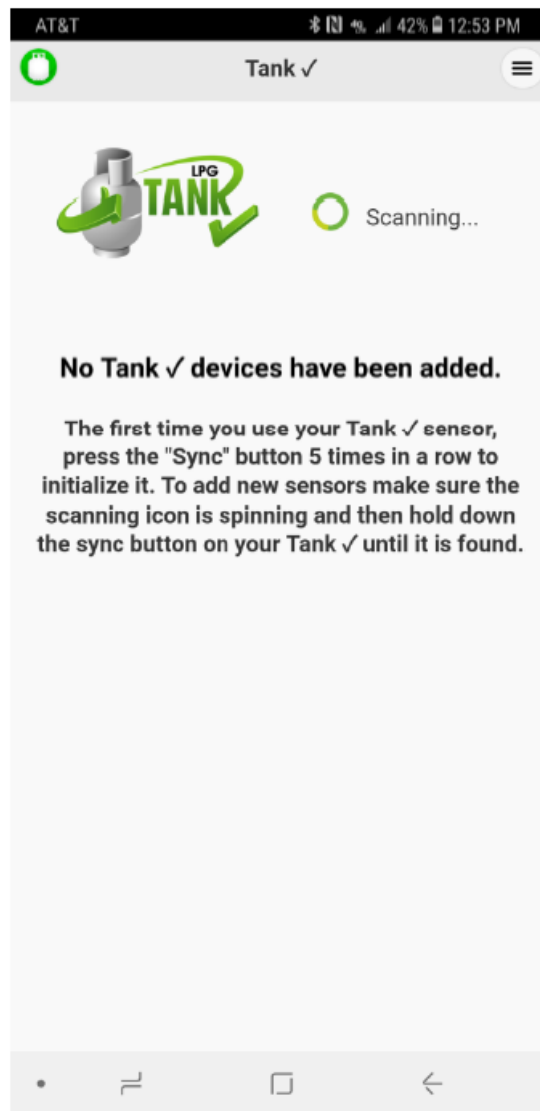 AT&T 42% 12:53 PM
Tank ✓
LPG
TANK
Scanning...
No Tank ✓ devices have been added.
The first time you use your Tank ✓ sensor,
press the "Sync" button 5 times in a row to
initialize it. To add new sensors make sure the
scanning icon is spinning and then hold down
the sync button on your Tank ✓ until it is found.